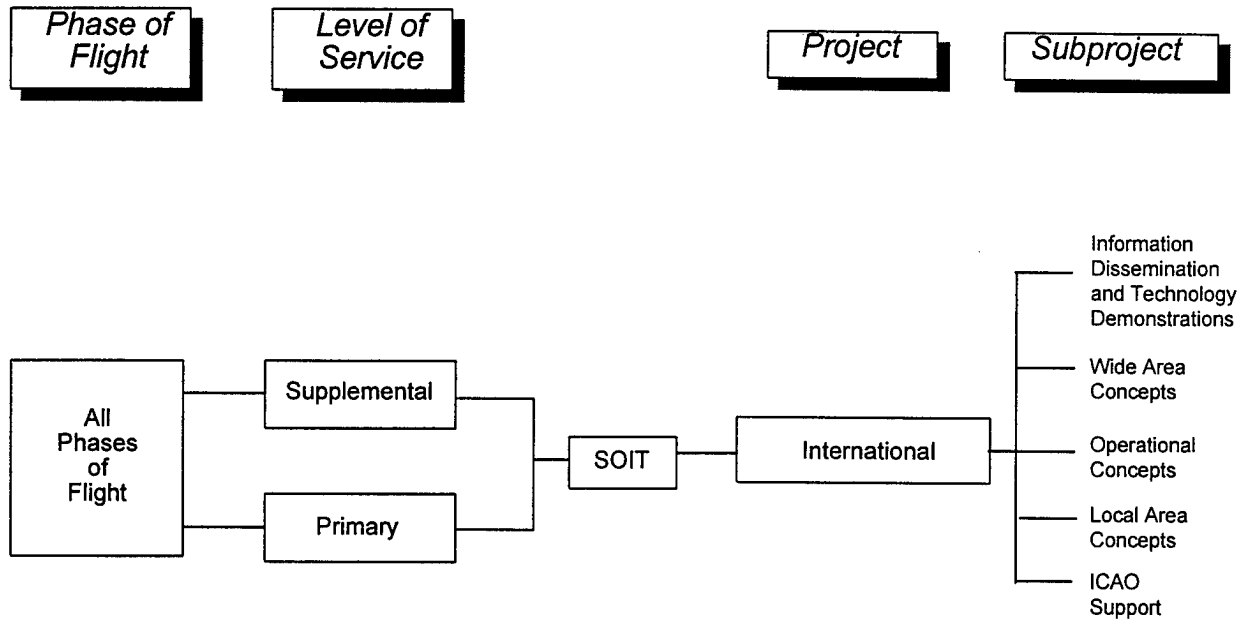 Phase of
Flight
Level of
Service
Project
Subproject
All
Phases
of
Flight
Supplemental
Primary
SOIT
International
Information
Dissemination
and Technology
Demonstrations
Wide Area
Concepts
Operational
Concepts
Local Area
Concepts
ICAO
Support